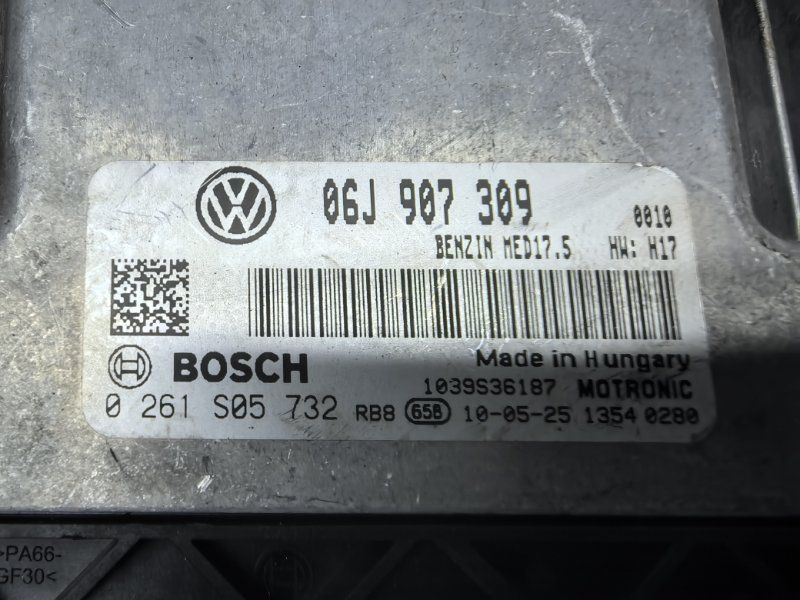 06J 907 309 0010
BENZIN MED17.5 HW: H17
BOSCH Made in Hungary
1039S36187 MOTRONIC
0 261 S05 732 RB8 65B 10-05-25 1354 0280
>PA66-
GF30<